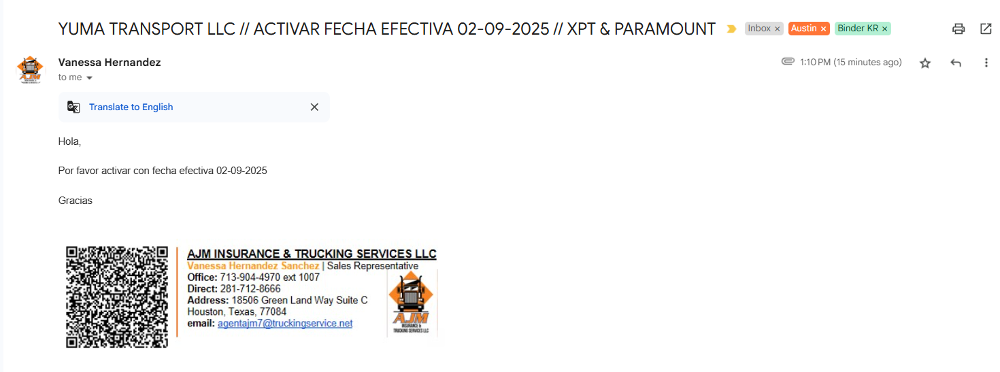 YUMA TRANSPORT LLC // ACTIVAR FECHA EFECTIVA 02-09-2025 // XPT & PARAMOUNT
Inbox ×
Austin ×
Binder KR ×
Vanessa Hernandez
1:10 PM (15 minutes ago)
to me
Translate to English
Hola,
Por favor activar con fecha efectiva 02-09-2025
Gracias
AJM INSURANCE & TRUCKING SERVICES LLC
Vanessa Hernandez Sanchez | Sales Representative
Office: 713-904-4970 ext 1007
Direct: 281-712-8666
Address: 18506 Green Land Way Suite C
Houston, Texas, 77084
email: agentajm7@truckingservice.net
AJM
INSURANCE &
TRUCKING SERVICES LLC